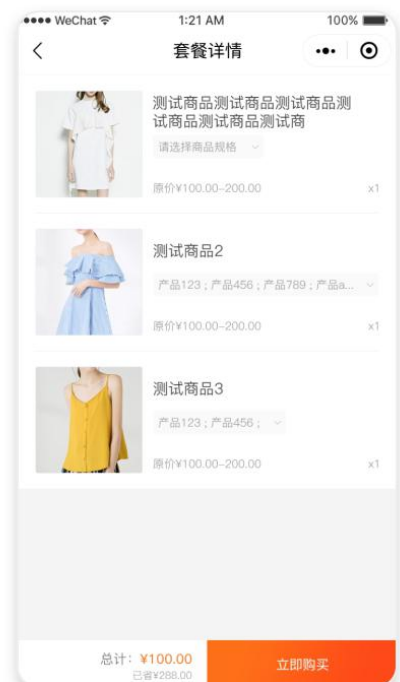 WeChat
1:21 AM
100%
套餐详情
测试商品测试商品测试商品测
试商品测试商品测试商
请选择商品规格
原价¥100.00-200.00
x1
测试商品2
产品123；产品456；产品789；产品a...
原价¥100.00-200.00
x1
测试商品3
产品123；产品456；
原价¥100.00-200.00
x1
总计：¥100.00
已省¥288.00
立即购买